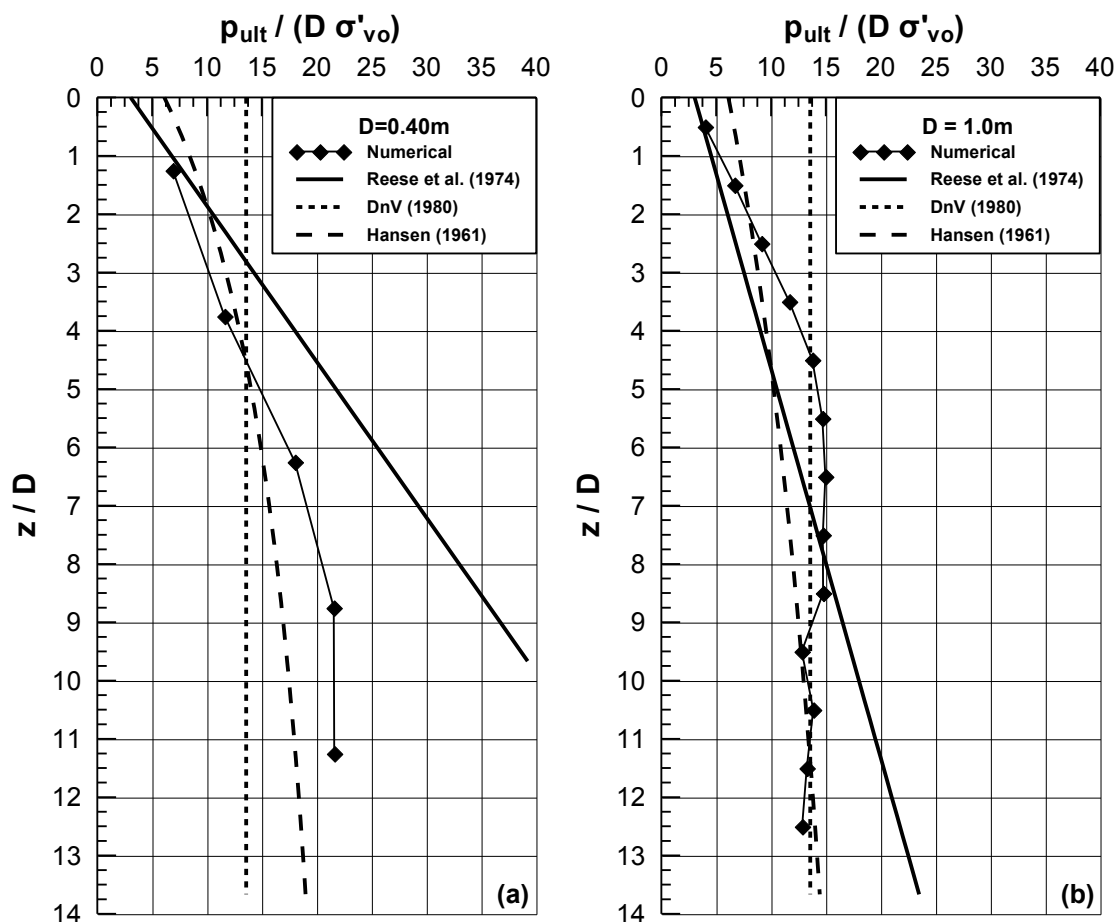 p_ult / (D σ'_vo)
0 5 10 15 20 25 30 35 40
0
1
2
3
4
5
6
7
8
9
10
11
12
13
14
z / D
D=0.40m
Numerical
Reese et al. (1974)
DnV (1980)
Hansen (1961)
(a)
p_ult / (D σ'_vo)
0 5 10 15 20 25 30 35 40
0
1
2
3
4
5
6
7
8
9
10
11
12
13
14
z / D
D = 1.0m
Numerical
Reese et al. (1974)
DnV (1980)
Hansen (1961)
(b)